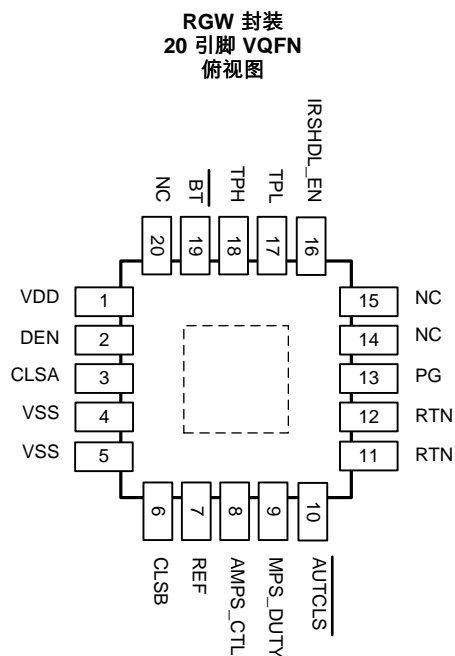 RGW 封装
20 引脚 VQFN
俯视图
NC
BT
TPH
TPL
IRSHDL_EN
20
19
18
17
16
VDD 1
DEN 2
CLSA 3
VSS 4
VSS 5
15 NC
14 NC
13 PG
12 RTN
11 RTN
6
7
8
9
10
CLSB
REF
AMPS_CTL
MPS_DUTY
AUTCLS